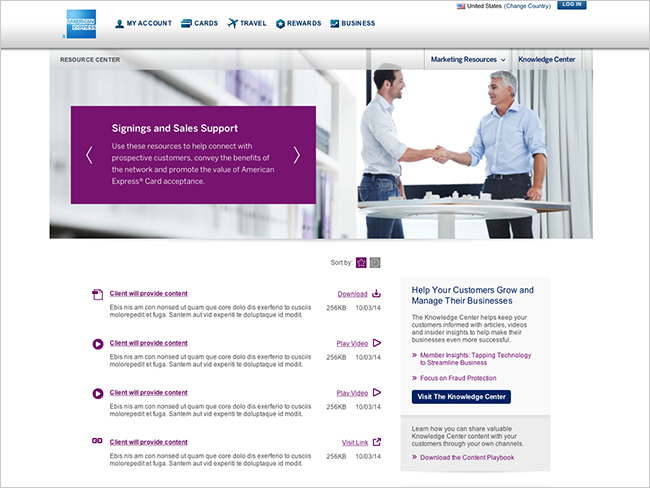 United States (Change Country)
LOG IN
AMERICAN EXPRESS
®
MY ACCOUNT
CARDS
TRAVEL
REWARDS
BUSINESS
RESOURCE CENTER
Marketing Resources
Knowledge Center
Signings and Sales Support
Use these resources to help connect with
prospective customers, convey the benefits of
the network and promote the value of American
Express® Card acceptance.
Sort by:
Client will provide content
Download
Ebis nis am con nonsed ut quam que core dolo dis exerferio to cusciis
molorepedit et fuga. Santem aut vid experiti te doluptaque id modit.
256KB 10/03/14
Client will provide content
Play Video
Ebis nis am con nonsed ut quam que core dolo dis exerferio to cusciis
molorepedit et fuga. Santem aut vid experiti te doluptaque id modit.
256KB 10/03/14
Client will provide content
Play Video
Ebis nis am con nonsed ut quam que core dolo dis exerferio to cusciis
molorepedit et fuga. Santem aut vid experiti te doluptaque id modit.
256KB 10/03/14
Client will provide content
Visit Link
Ebis nis am con nonsed ut quam que core dolo dis exerferio to cusciis
molorepedit et fuga. Santem aut vid experiti te doluptaque id modit.
256KB 10/03/14
Help Your Customers Grow and
Manage Their Businesses
The Knowledge Center helps keep your
customers informed with articles, videos
and insider insights to help make their
businesses even more successful.
» Member Insights: Tapping Technology
to Streamline Business
» Focus on Fraud Protection
Visit The Knowledge Center
Learn how you can share valuable
Knowledge Center content with your
customers through your own channels.
» Download the Content Playbook